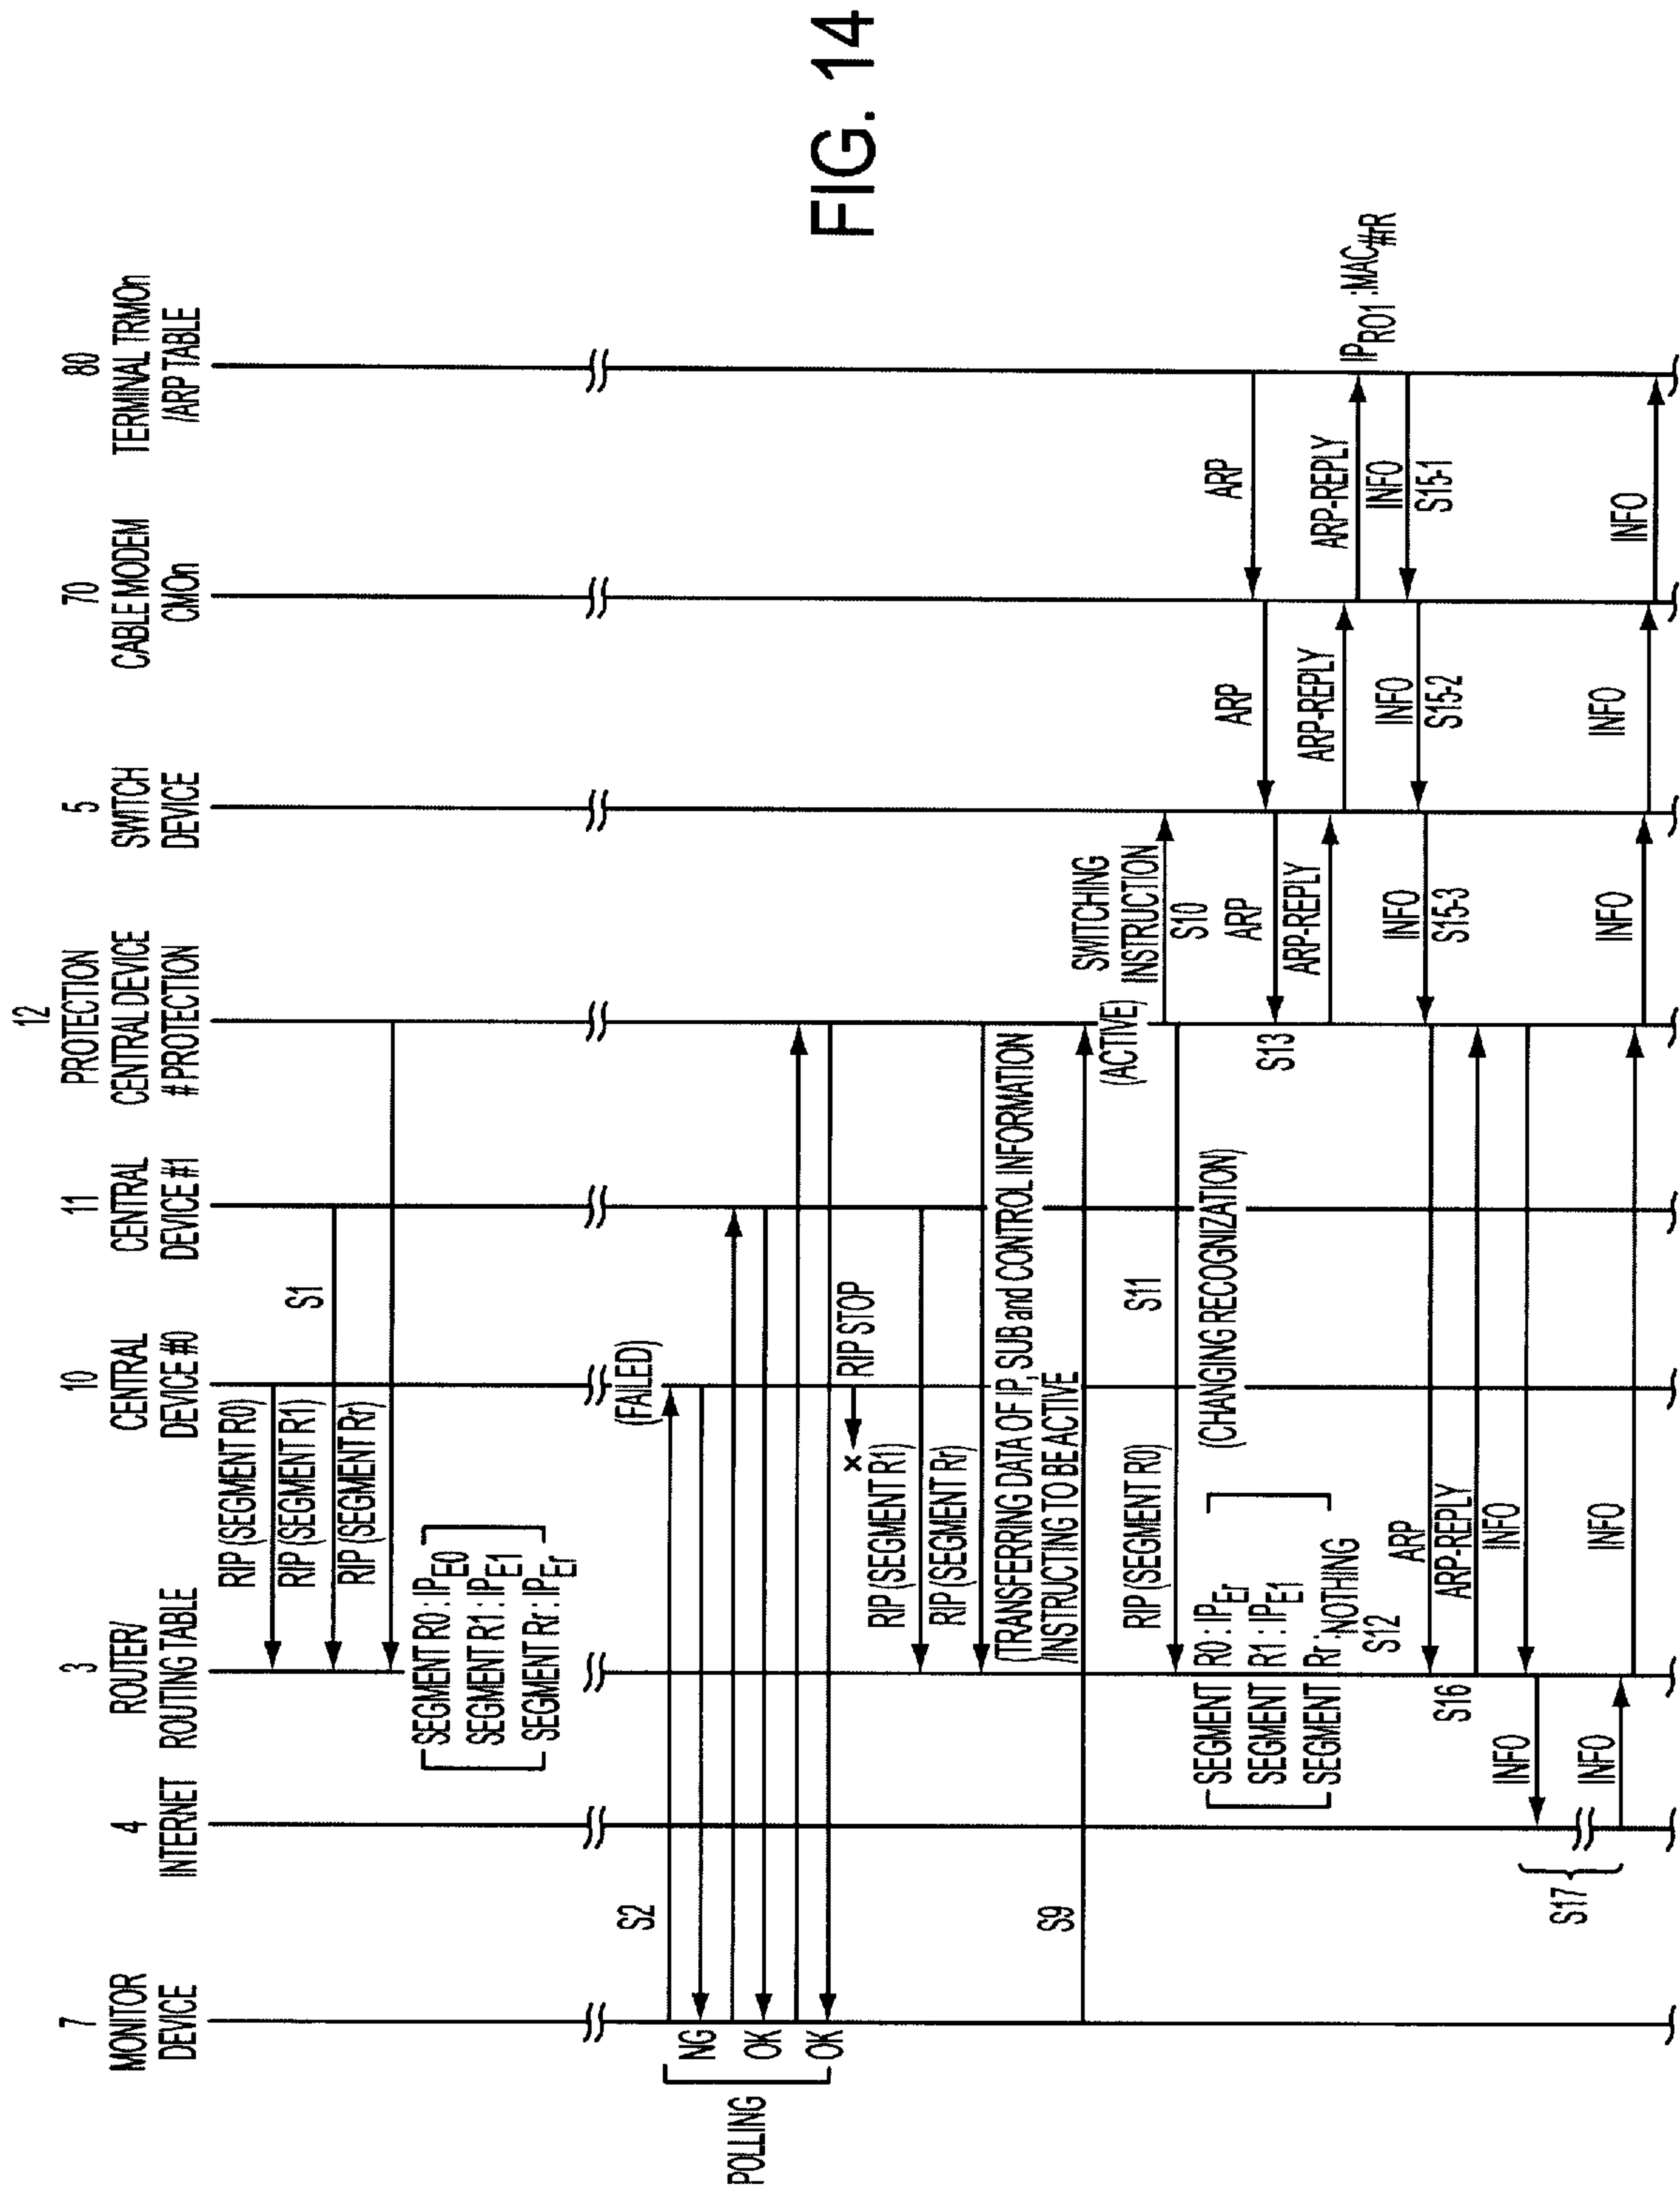 FIG. 14
7
MONITOR
DEVICE
4
INTERNET
3
ROUTER/
ROUTING TABLE
10
CENTRAL
DEVICE #0
11
CENTRAL
DEVICE #1
12
PROTECTION
CENTRAL DEVICE
# PROTECTION
5
SWITCH
DEVICE
70
CABLE MODEM
CMOn
80
TERMINAL TRMOn
/ARP TABLE
RIP (SEGMENT R0)
RIP (SEGMENT R1)
S1
RIP (SEGMENT Rr)
SEGMENT R0 : IPE0
SEGMENT R1 : IPE1
SEGMENT Rr : IPEr
(FAILED)
S2
POLLING
NG
OK
OK
RIP STOP
×
RIP (SEGMENT R1)
RIP (SEGMENT Rr)
(TRANSFERRING DATA OF IP, SUB and CONTROL INFORMATION
/INSTRUCTING TO BE ACTIVE
S9
(ACTIVE)
SWITCHING
INSTRUCTION
S10
RIP (SEGMENT R0)
S11
(CHANGING RECOGNIZATION)
SEGMENT R0 : IPEr
SEGMENT R1 : IPE1
SEGMENT Rr : NOTHING
S12
ARP
ARP
ARP
S13
ARP-REPLY
ARP-REPLY
ARP-REPLY
IPRO1 :MAC#rR
INFO
S15-1
INFO
S15-2
INFO
S15-3
ARP
ARP-REPLY
S16
INFO
INFO
S17
INFO
INFO
INFO
INFO
INFO